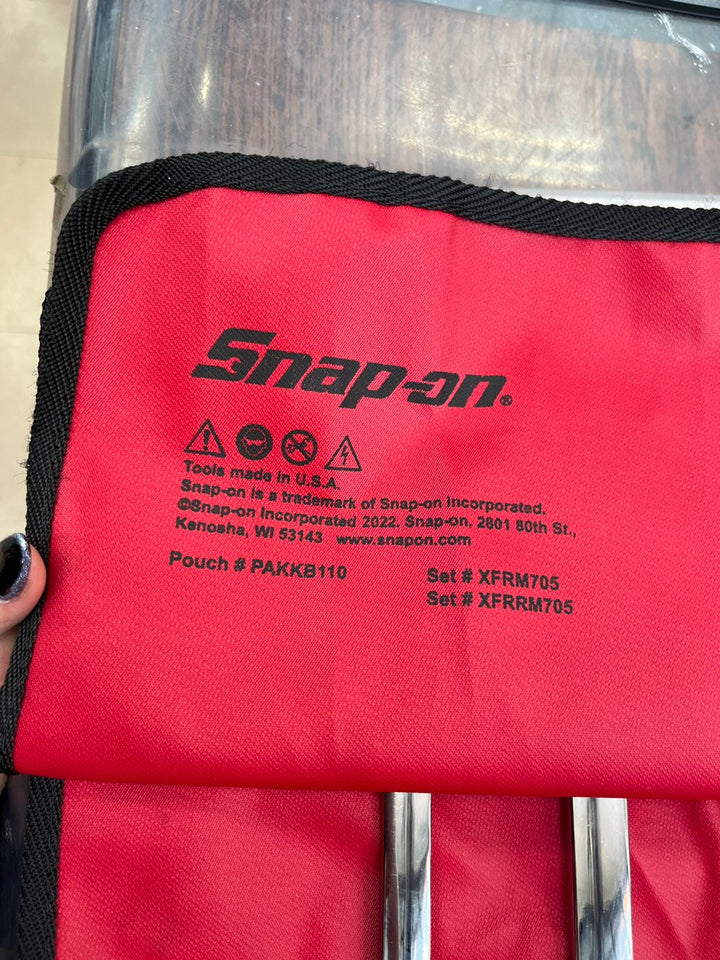 Snap-on®
Tools made in U.S.A.
Snap-on is a trademark of Snap-on Incorporated.
©Snap-on Incorporated 2022. Snap-on, 2801 80th St.,
Kenosha, WI 53143 www.snapon.com
Pouch # PAKKB110 Set # XFRM705
Set # XFRRM705